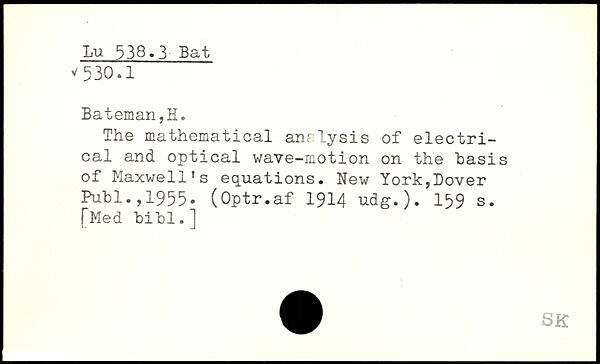 Lu 538.3 Bat
√530.1
Bateman,H.
The mathematical analysis of electri-
cal and optical wave-motion on the basis
of Maxwell's equations. New York,Dover
Publ.,1955. (Optr.af 1914 udg.). 159 s.
[Med bibl.]
SK